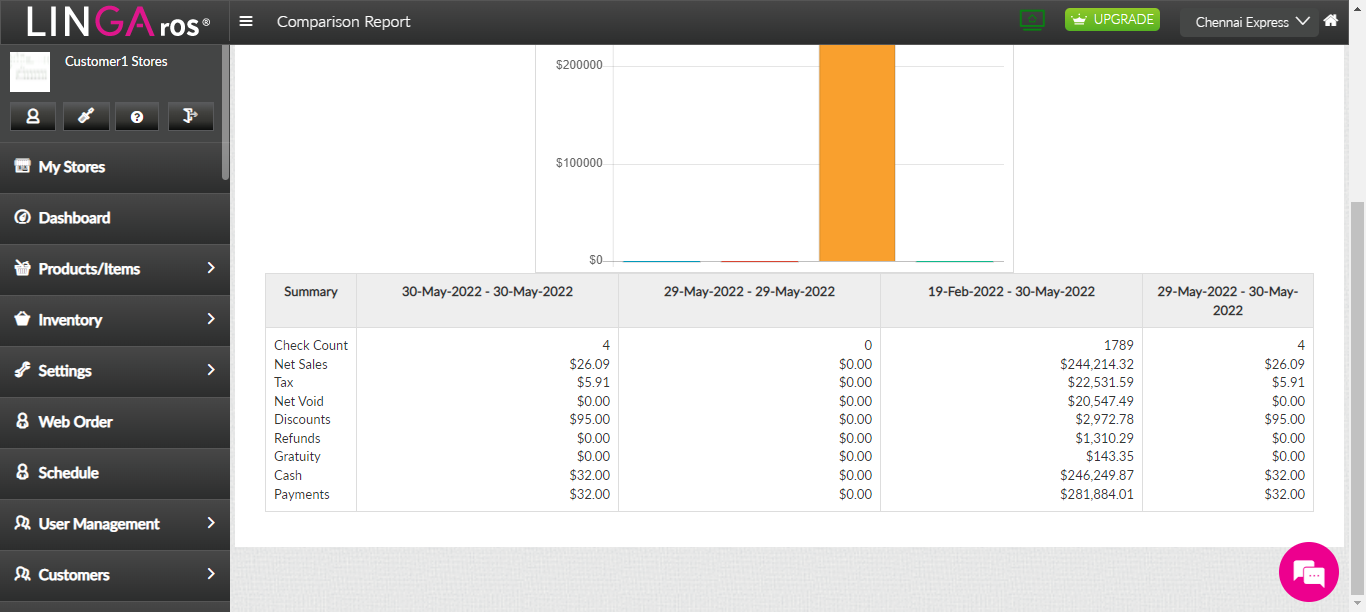 LINGA ros®
Comparison Report
UPGRADE
Chennai Express
Customer1 Stores
My Stores
Dashboard
Products/Items
Inventory
Settings
Web Order
Schedule
User Management
Customers
$200000
$100000
$0
Summary 30-May-2022 - 30-May-2022 29-May-2022 - 29-May-2022 19-Feb-2022 - 30-May-2022 29-May-2022 - 30-May-
2022
Check Count 4 0 1789 4
Net Sales $26.09 $0.00 $244,214.32 $26.09
Tax $5.91 $0.00 $22,531.59 $5.91
Net Void $0.00 $0.00 $20,547.49 $0.00
Discounts $95.00 $0.00 $2,972.78 $95.00
Refunds $0.00 $0.00 $1,310.29 $0.00
Gratuity $0.00 $0.00 $143.35 $0.00
Cash $32.00 $0.00 $246,249.87 $32.00
Payments $32.00 $0.00 $281,884.01 $32.00